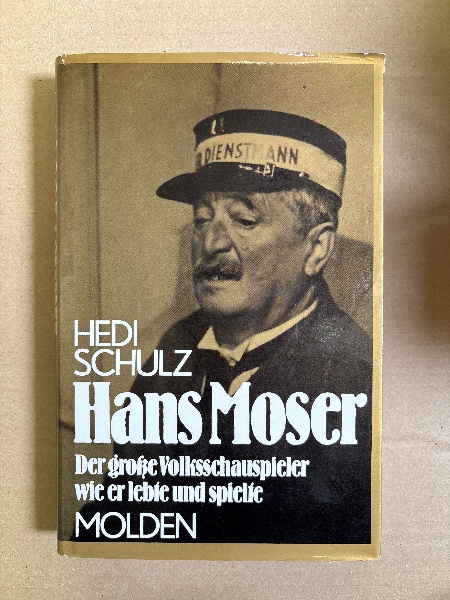 DIENSTMANN
HEDI
SCHULZ
Hans Moser
Der große Volksschauspieler
wie er lebte und spielte
MOLDEN